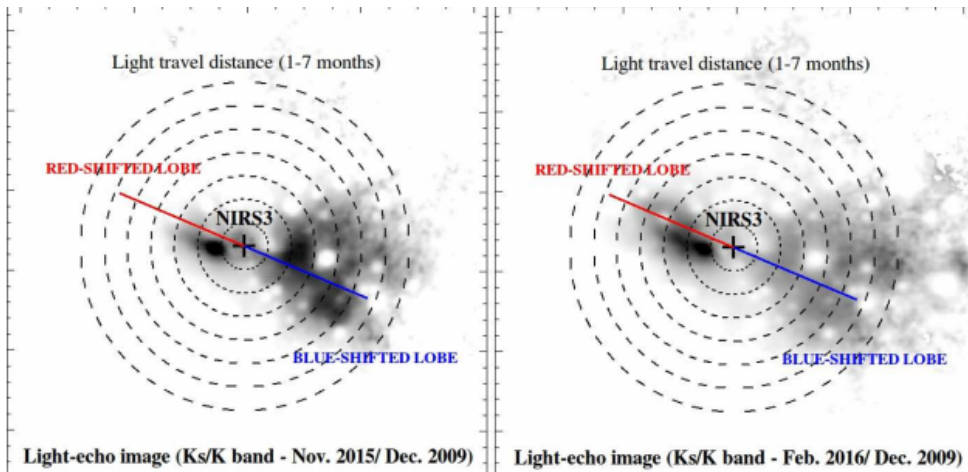 Light travel distance (1-7 months)
RED-SHIFTED LOBE
NIRS3
BLUE-SHIFTED LOBE
Light-echo image (Ks/K band - Nov. 2015/ Dec. 2009)
Light travel distance (1-7 months)
RED-SHIFTED LOBE
NIRS3
BLUE-SHIFTED LOBE
Light-echo image (Ks/K band - Feb. 2016/ Dec. 2009)